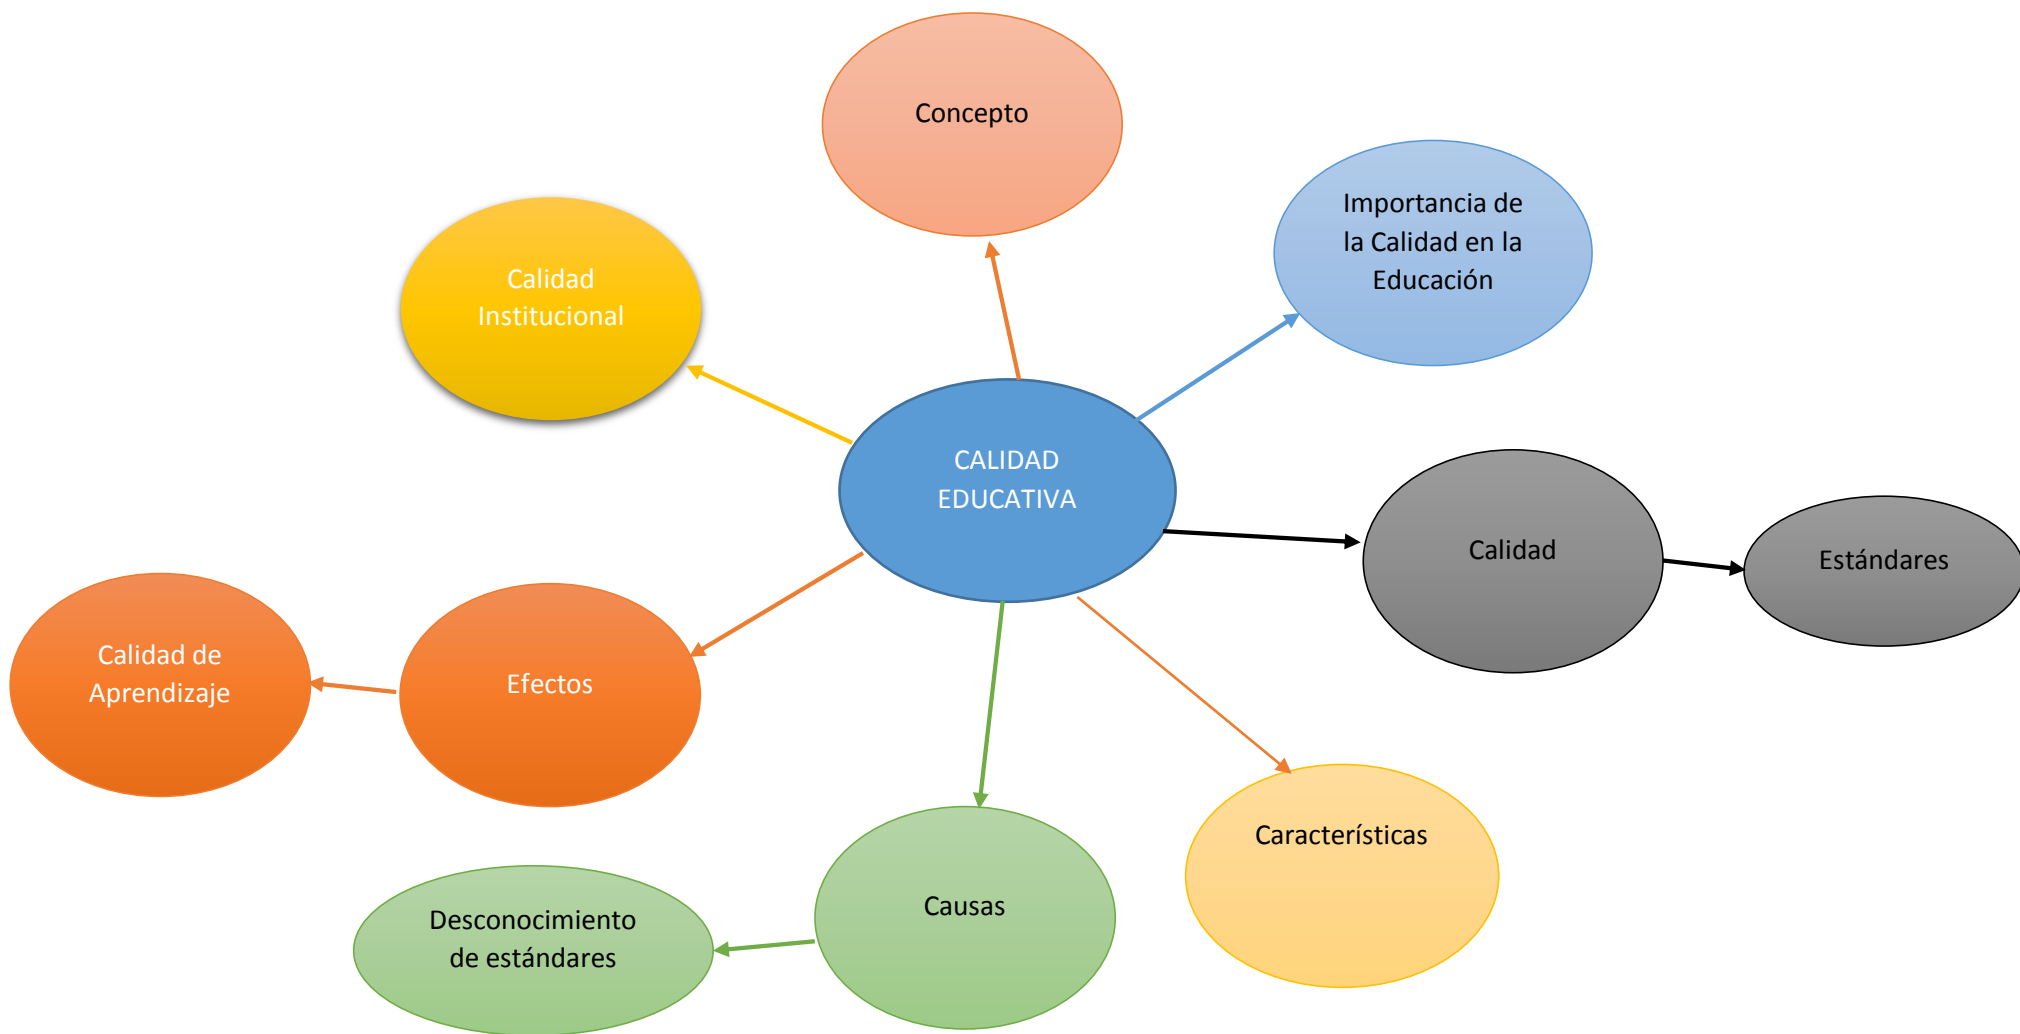 Concepto
Importancia de
la Calidad en la
Educación
Calidad
Institucional
CALIDAD
EDUCATIVA
Calidad
Estándares
Calidad de
Aprendizaje
Efectos
Característícas
Causas
Desconocimiento
de estándares